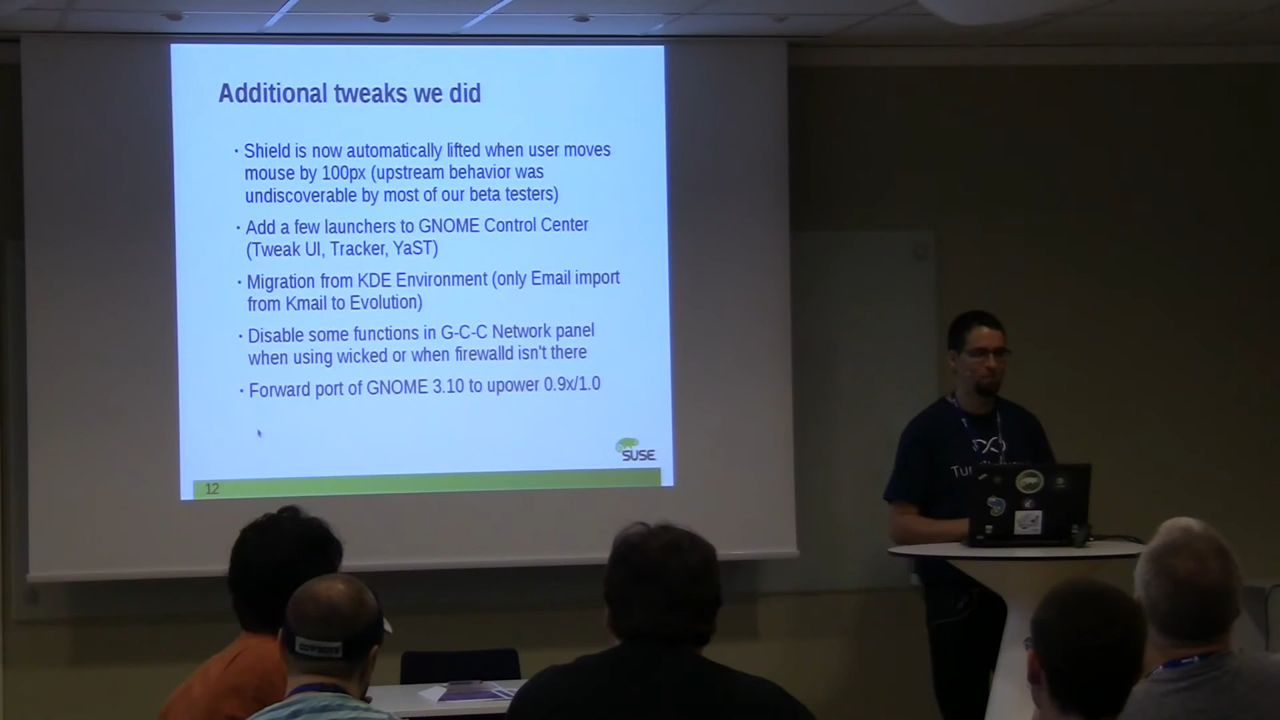 Additional tweaks we did
· Shield is now automatically lifted when user moves
mouse by 100px (upstream behavior was
undiscoverable by most of our beta testers)
· Add a few launchers to GNOME Control Center
(Tweak UI, Tracker, YaST)
· Migration from KDE Environment (only Email import
from Kmail to Evolution)
· Disable some functions in G-C-C Network panel
when using wicked or when firewalld isn't there
· Forward port of GNOME 3.10 to upower 0.9x/1.0
SUSE
12
COWBOYS